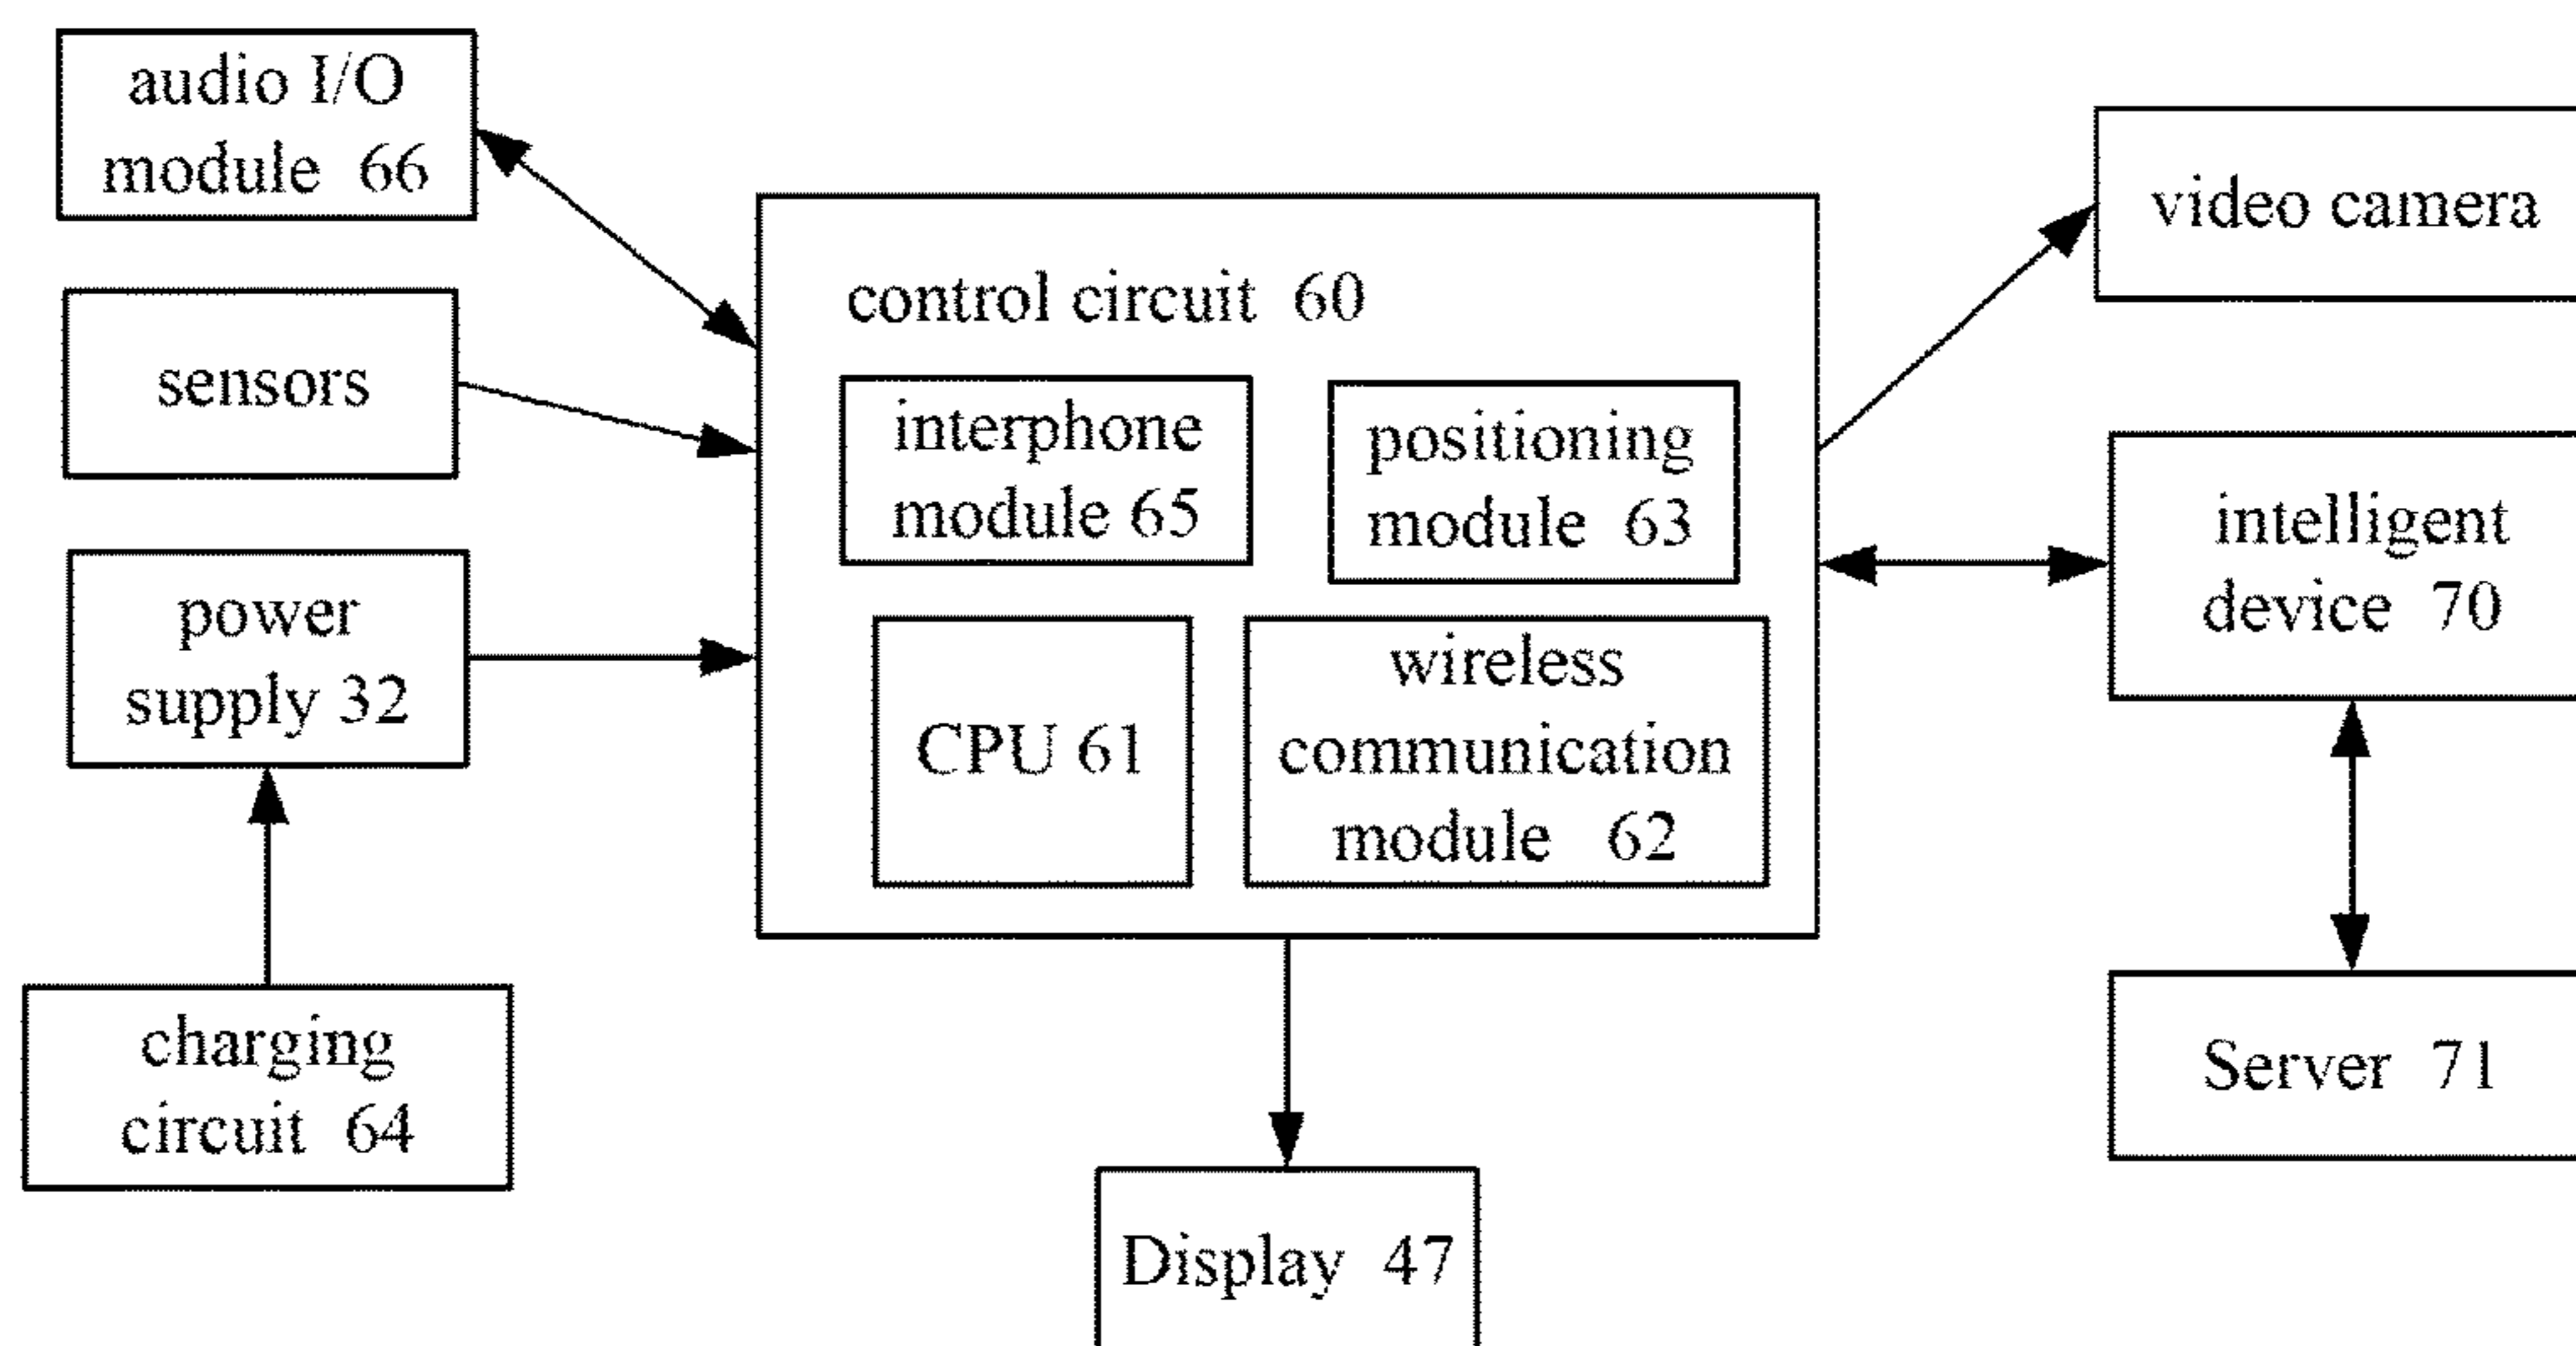 audio I/O
module 66
sensors
power
supply 32
charging
circuit 64
control circuit 60
interphone
module 65
positioning
module 63
CPU 61
wireless
communication
module 62
Display 47
video camera
intelligent
device 70
Server 71